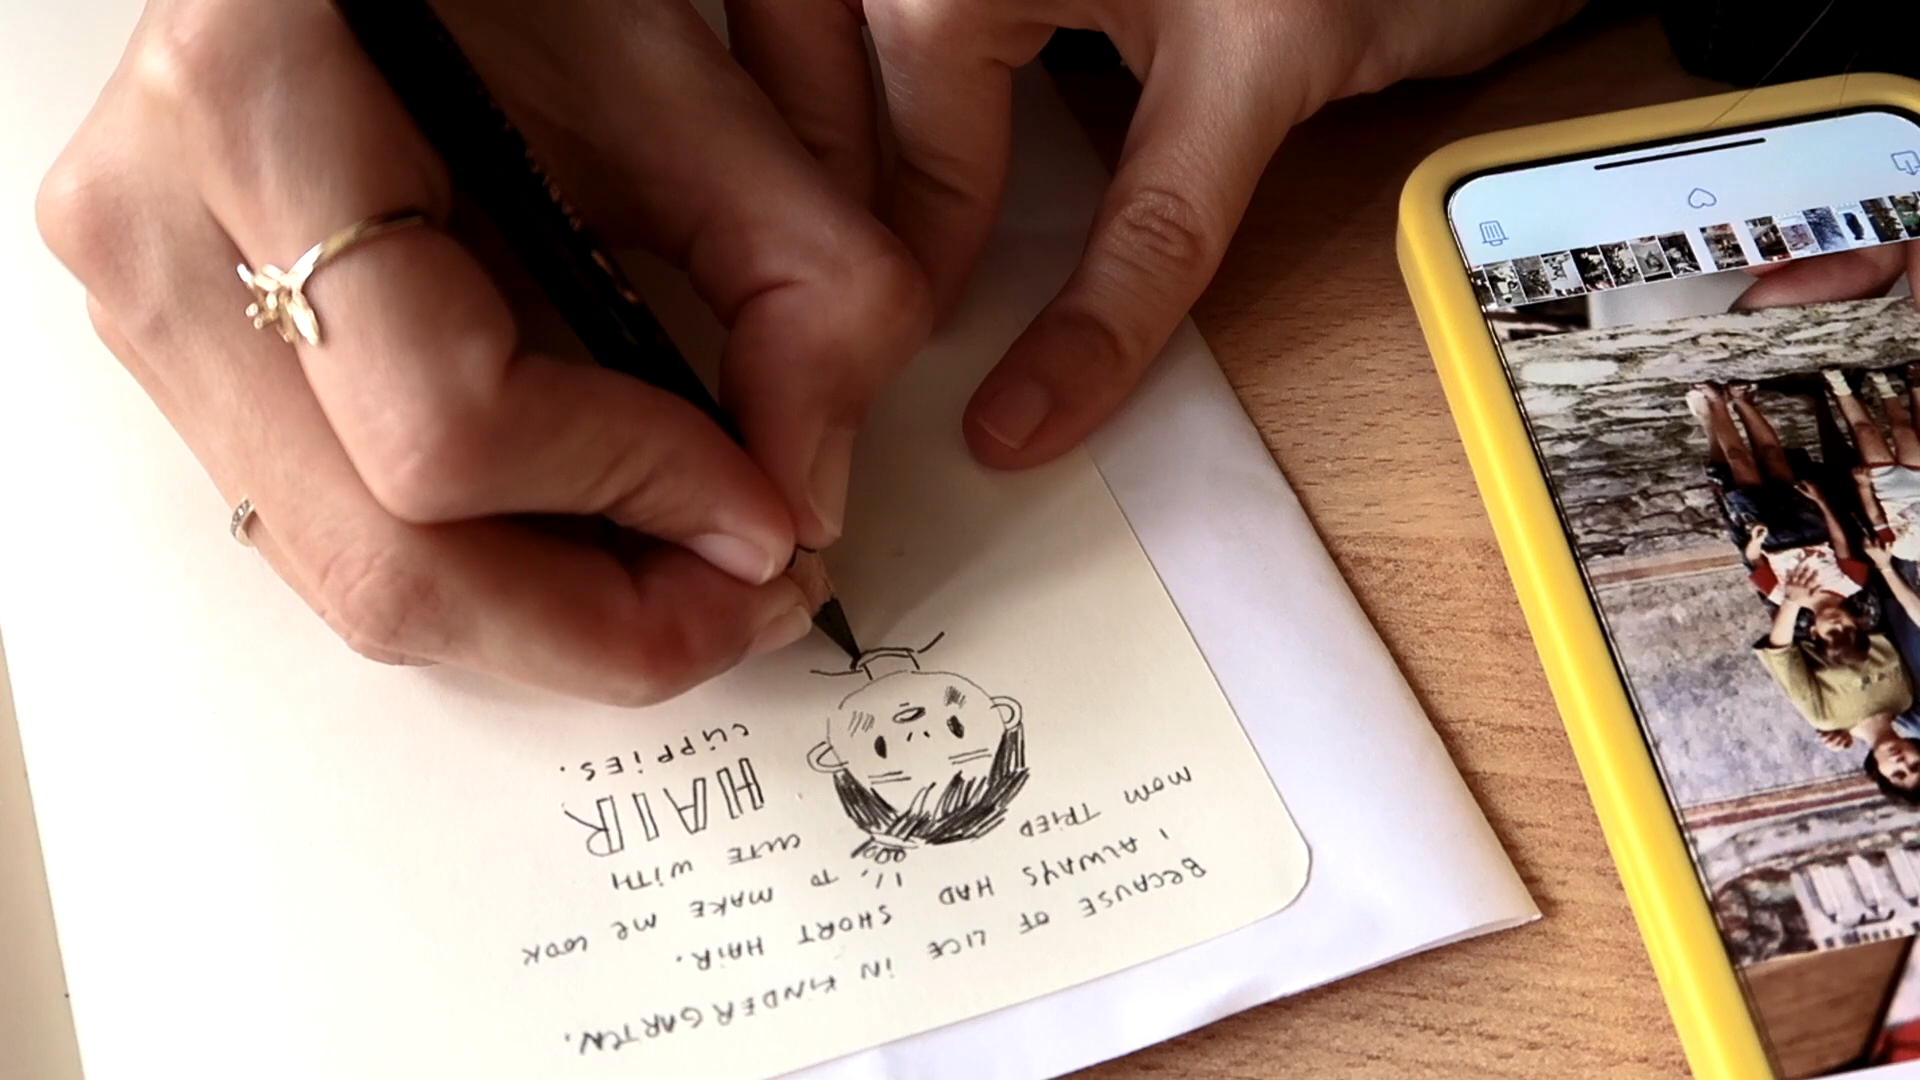 BECAUSE OF LICE iN KiNDERGARTEN,
I ALWAYS HAD SHORT HAiR.
MOM TRiED TO MAKE ME LOOK
CUTE WiTH
HAIR
CLiPPiES.